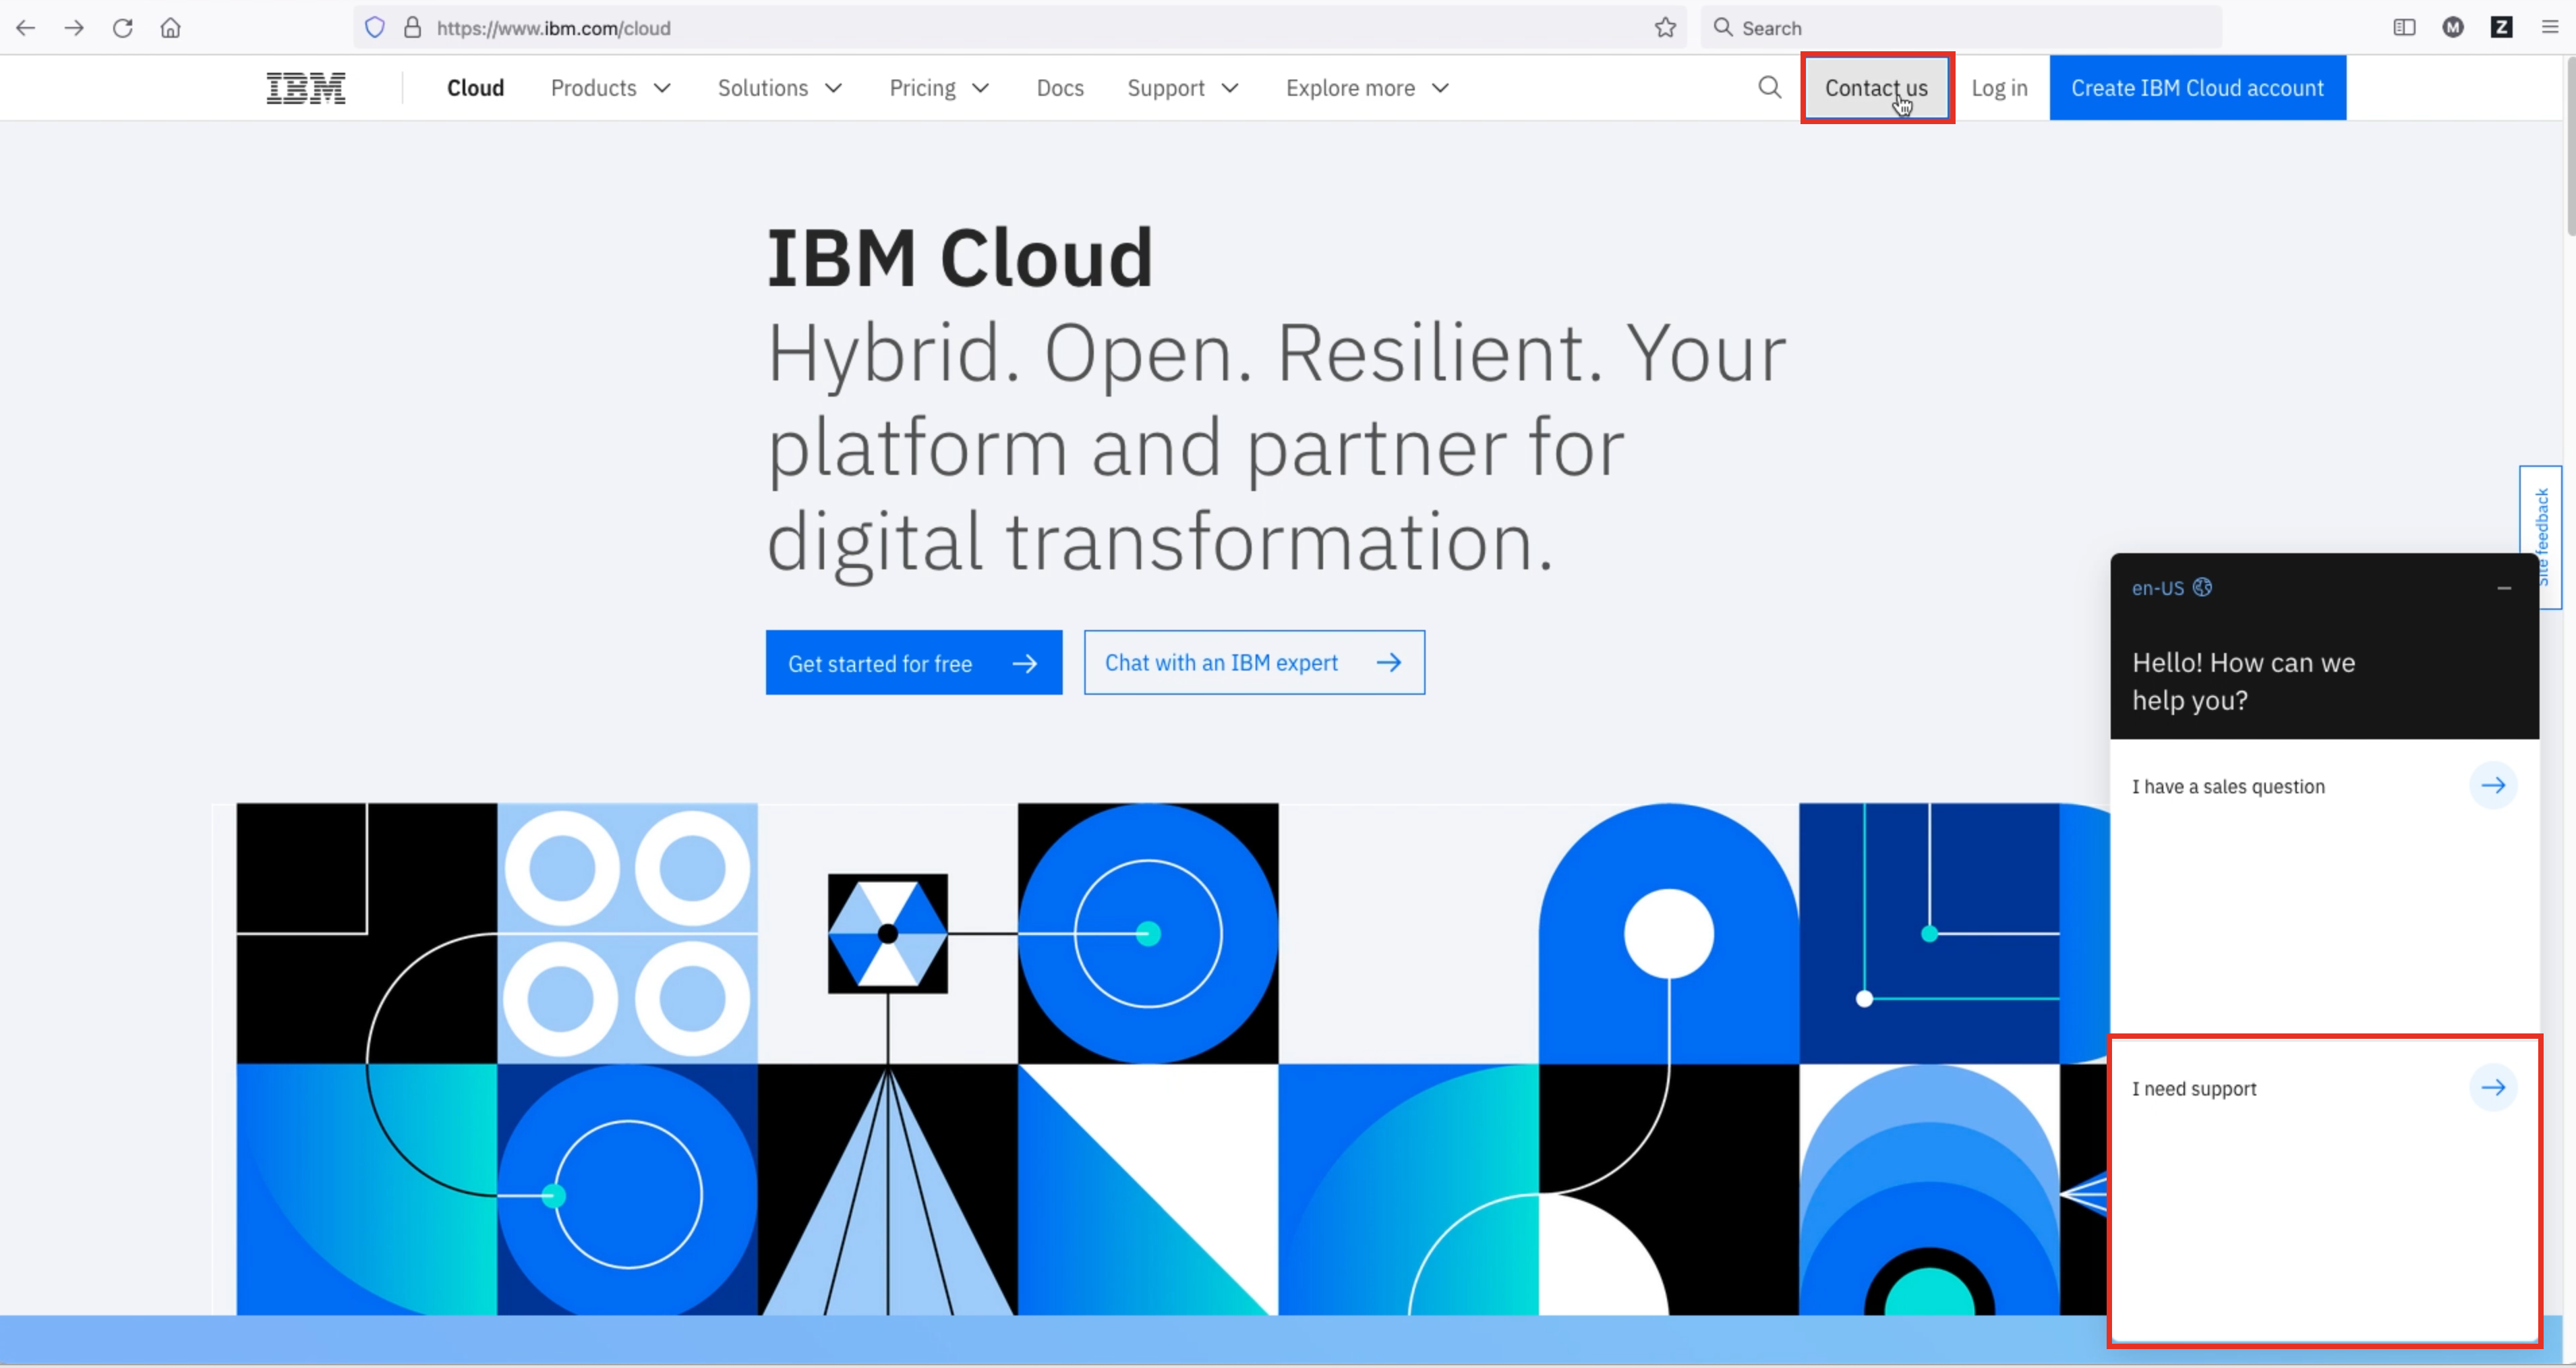 https://www.ibm.com/cloud
Search
M
Z
IBM
Cloud Products Solutions Pricing Docs Support Explore more
Contact us Log in Create IBM Cloud account
IBM Cloud
Hybrid. Open. Resilient. Your
platform and partner for
digital transformation.
Get started for free Chat with an IBM expert
Site feedback
en-US
Hello! How can we
help you?
I have a sales question
I need support